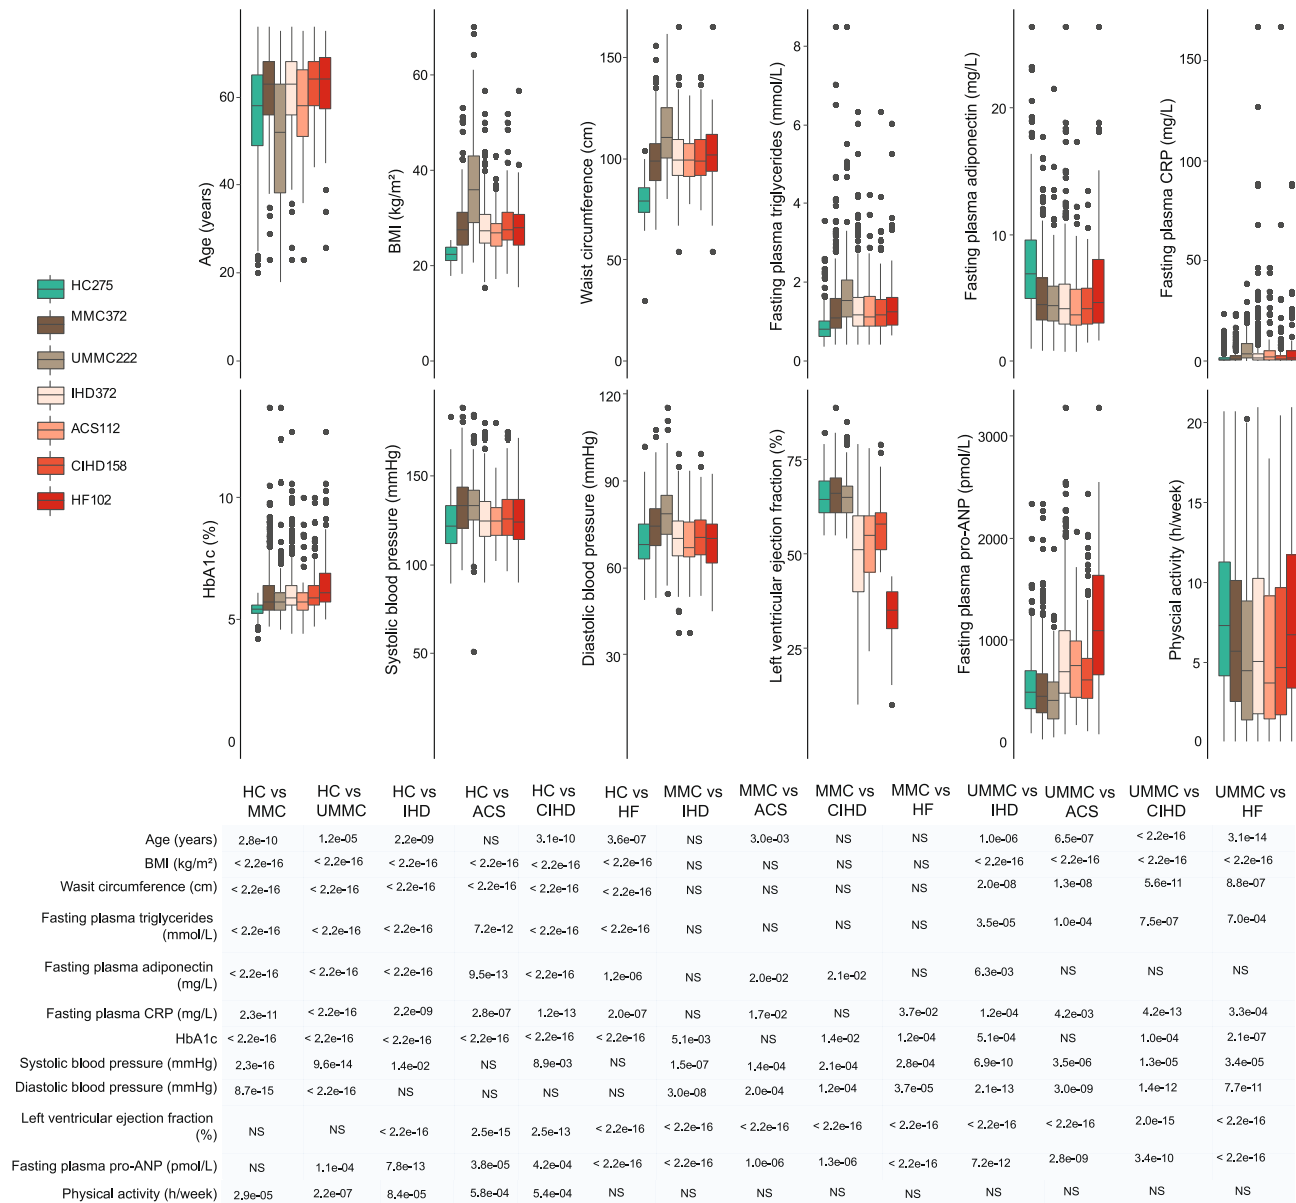 Age (years)
60
40
20
0
BMI (kg/m²)
60
40
20
0
Waist circumference (cm)
150
100
50
0
Fasting plasma triglycerides (mmol/L)
8
6
4
2
0
Fasting plasma adiponectin (mg/L)
20
10
0
Fasting plasma CRP (mg/L)
150
100
50
0
HC275
MMC372
UMMC222
IHD372
ACS112
CIHD158
HF102
HbA1c (%)
10
5
0
Systolic blood pressure (mmHg)
150
100
50
Diastolic blood pressure (mmHg)
120
90
60
30
Left ventricular ejection fraction (%)
75
50
25
Fasting plasma pro-ANP (pmol/L)
3000
2000
1000
0
Physcial activity (h/week)
20
15
10
5
0
HC vs MMC HC vs UMMC HC vs IHD HC vs ACS HC vs CIHD HC vs HF MMC vs IHD MMC vs ACS MMC vs CIHD MMC vs HF UMMC vs IHD UMMC vs ACS UMMC vs CIHD UMMC vs HF
Age (years) 2.8e-10 1.2e-05 2.2e-09 NS 3.1e-10 3.6e-07 NS 3.0e-03 NS NS 1.0e-06 6.5e-07 < 2.2e-16 3.1e-14
BMI (kg/m²) < 2.2e-16 < 2.2e-16 < 2.2e-16 < 2.2e-16 < 2.2e-16 < 2.2e-16 NS NS NS NS < 2.2e-16 < 2.2e-16 < 2.2e-16 < 2.2e-16
Wasit circumference (cm) < 2.2e-16 < 2.2e-16 < 2.2e-16 < 2.2e-16 < 2.2e-16 < 2.2e-16 NS NS NS NS 2.0e-08 1.3e-08 5.6e-11 8.8e-07
Fasting plasma triglycerides
(mmol/L) < 2.2e-16 < 2.2e-16 < 2.2e-16 7.2e-12 < 2.2e-16 < 2.2e-16 NS NS NS NS 3.5e-05 1.0e-04 7.5e-07 7.0e-04
Fasting plasma adiponectin
(mg/L) < 2.2e-16 < 2.2e-16 < 2.2e-16 9.5e-13 < 2.2e-16 1.2e-06 NS 2.0e-02 2.1e-02 NS 6.3e-03 NS NS NS
Fasting plasma CRP (mg/L) 2.3e-11 < 2.2e-16 2.2e-09 2.8e-07 1.2e-13 2.0e-07 NS 1.7e-02 NS 3.7e-02 1.2e-04 4.2e-03 4.2e-13 3.3e-04
HbA1c < 2.2e-16 < 2.2e-16 < 2.2e-16 < 2.2e-16 < 2.2e-16 < 2.2e-16 5.1e-03 NS 1.4e-02 1.2e-04 5.1e-04 NS 1.0e-04 2.1e-07
Systolic blood pressure (mmHg) 2.3e-16 9.6e-14 1.4e-02 NS 8.9e-03 NS 1.5e-07 1.4e-04 2.1e-04 2.8e-04 6.9e-10 3.5e-06 1.3e-05 3.4e-05
Diastolic blood pressure (mmHg) 8.7e-15 < 2.2e-16 NS NS NS NS 3.0e-08 2.0e-04 1.2e-04 3.7e-05 2.1e-13 3.0e-09 1.4e-12 7.7e-11
Left ventricular ejection fraction
(%) NS NS < 2.2e-16 2.5e-15 2.5e-13 < 2.2e-16 < 2.2e-16 < 2.2e-16 < 2.2e-16 < 2.2e-16 < 2.2e-16 < 2.2e-16 2.0e-15 < 2.2e-16
Fasting plasma pro-ANP (pmol/L) NS 1.1e-04 7.8e-13 3.8e-05 4.2e-04 < 2.2e-16 < 2.2e-16 1.0e-06 1.3e-06 < 2.2e-16 7.2e-12 2.8e-09 3.4e-10 < 2.2e-16
Physical activity (h/week) 2.9e-05 2.2e-07 8.4e-05 5.8e-04 5.4e-04 NS NS NS NS NS NS NS NS NS